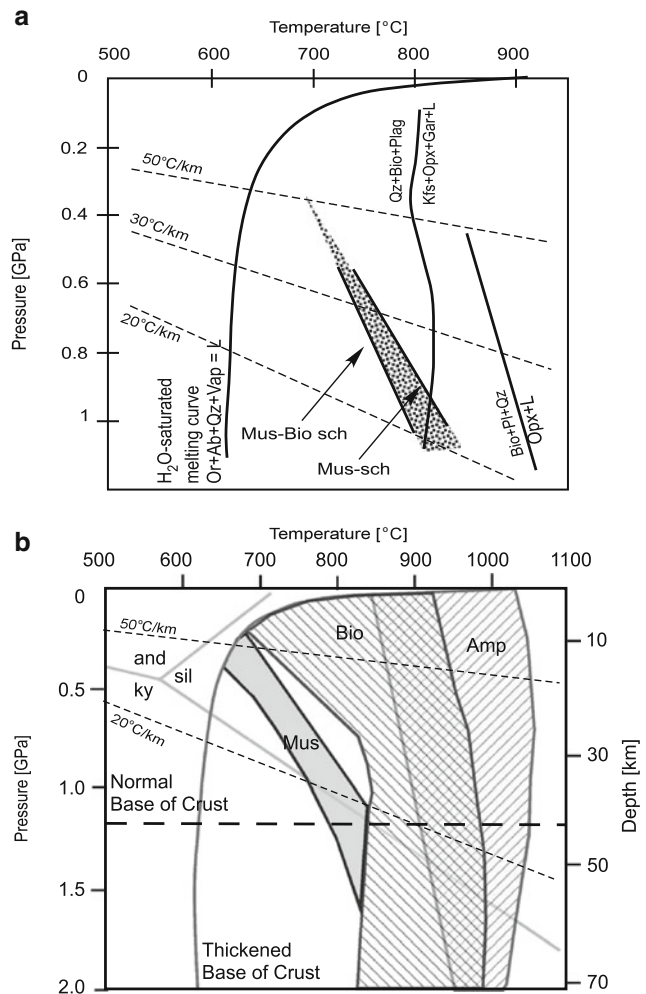 a
Temperature [°C]
500 600 700 800 900
0
0.2
0.4
0.6
0.8
1
Pressure [GPa]
50°C/km
30°C/km
20°C/km
H2O-saturated
melting curve
Or+Ab+Qz+Vap = L
Mus-Bio sch
Mus-sch
Qz+Bio+Plag
Kfs+Opx+Gar+L
Bio+Pl+Qz
Opx+L
b
Temperature [°C]
500 600 700 800 900 1000 1100
0
0.5
1.0
1.5
2.0
Pressure [GPa]
50°C/km
and
sil
ky
20°C/km
Bio
Amp
Mus
Normal
Base of Crust
Thickened
Base of Crust
10
30
50
70
Depth [km]